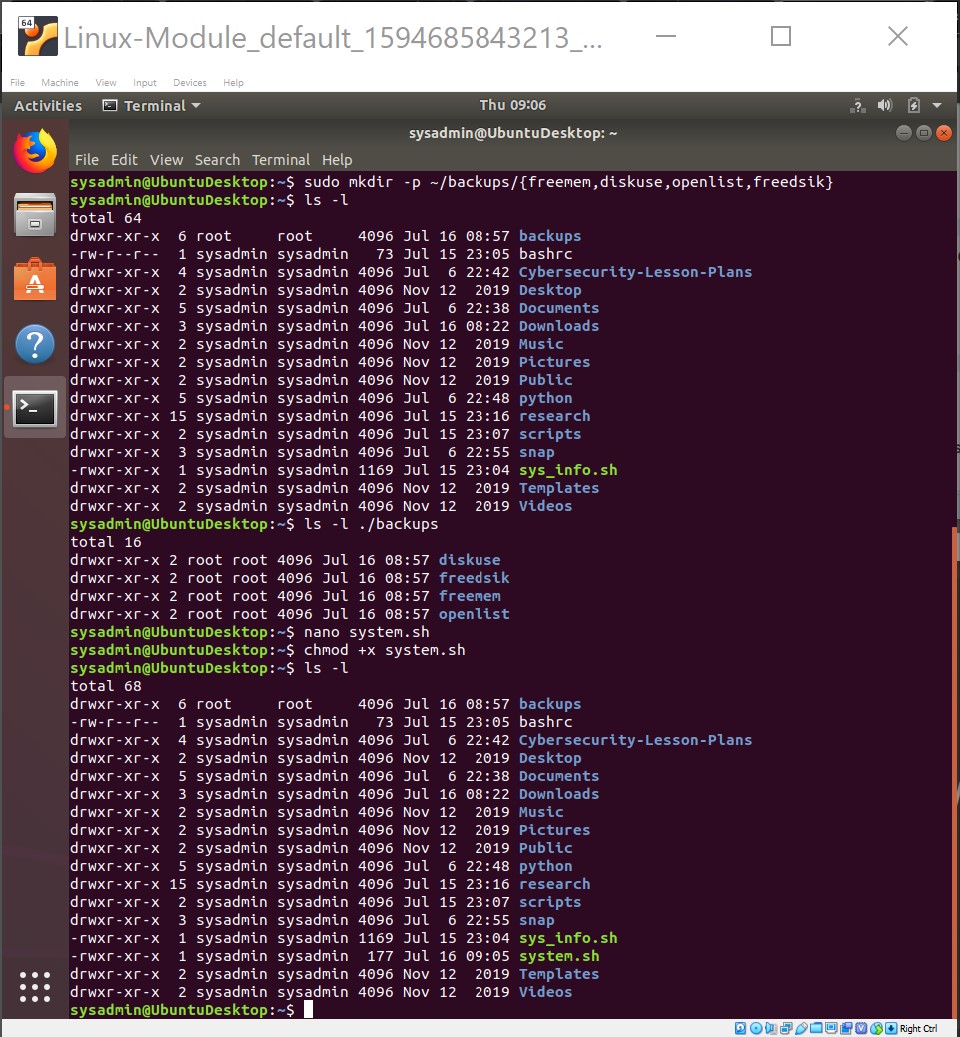 64
Linux-Module_default_1594685843213_...
File Machine View Input Devices Help
Activities Terminal Thu 09:06
sysadmin@UbuntuDesktop: ~
File Edit View Search Terminal Help
sysadmin@UbuntuDesktop:~$ sudo mkdir -p ~/backups/{freemem,diskuse,openlist,freedsik}
sysadmin@UbuntuDesktop:~$ ls -l
total 64
drwxr-xr-x  6 root     root     4096 Jul 16 08:57 backups
-rw-r--r--  1 sysadmin sysadmin   73 Jul 15 23:05 bashrc
drwxr-xr-x  4 sysadmin sysadmin 4096 Jul  6 22:42 Cybersecurity-Lesson-Plans
drwxr-xr-x  2 sysadmin sysadmin 4096 Nov 12  2019 Desktop
drwxr-xr-x  5 sysadmin sysadmin 4096 Jul  6 22:38 Documents
drwxr-xr-x  3 sysadmin sysadmin 4096 Jul 16 08:22 Downloads
drwxr-xr-x  2 sysadmin sysadmin 4096 Nov 12  2019 Music
drwxr-xr-x  2 sysadmin sysadmin 4096 Nov 12  2019 Pictures
drwxr-xr-x  2 sysadmin sysadmin 4096 Nov 12  2019 Public
drwxr-xr-x  5 sysadmin sysadmin 4096 Jul  6 22:48 python
drwxr-xr-x 15 sysadmin sysadmin 4096 Jul 15 23:16 research
drwxr-xr-x  2 sysadmin sysadmin 4096 Jul 15 23:07 scripts
drwxr-xr-x  3 sysadmin sysadmin 4096 Jul  6 22:55 snap
-rwxr-xr-x  1 sysadmin sysadmin 1169 Jul 15 23:04 sys_info.sh
drwxr-xr-x  2 sysadmin sysadmin 4096 Nov 12  2019 Templates
drwxr-xr-x  2 sysadmin sysadmin 4096 Nov 12  2019 Videos
sysadmin@UbuntuDesktop:~$ ls -l ./backups
total 16
drwxr-xr-x 2 root root 4096 Jul 16 08:57 diskuse
drwxr-xr-x 2 root root 4096 Jul 16 08:57 freedsik
drwxr-xr-x 2 root root 4096 Jul 16 08:57 freemem
drwxr-xr-x 2 root root 4096 Jul 16 08:57 openlist
sysadmin@UbuntuDesktop:~$ nano system.sh
sysadmin@UbuntuDesktop:~$ chmod +x system.sh
sysadmin@UbuntuDesktop:~$ ls -l
total 68
drwxr-xr-x  6 root     root     4096 Jul 16 08:57 backups
-rw-r--r--  1 sysadmin sysadmin   73 Jul 15 23:05 bashrc
drwxr-xr-x  4 sysadmin sysadmin 4096 Jul  6 22:42 Cybersecurity-Lesson-Plans
drwxr-xr-x  2 sysadmin sysadmin 4096 Nov 12  2019 Desktop
drwxr-xr-x  5 sysadmin sysadmin 4096 Jul  6 22:38 Documents
drwxr-xr-x  3 sysadmin sysadmin 4096 Jul 16 08:22 Downloads
drwxr-xr-x  2 sysadmin sysadmin 4096 Nov 12  2019 Music
drwxr-xr-x  2 sysadmin sysadmin 4096 Nov 12  2019 Pictures
drwxr-xr-x  2 sysadmin sysadmin 4096 Nov 12  2019 Public
drwxr-xr-x  5 sysadmin sysadmin 4096 Jul  6 22:48 python
drwxr-xr-x 15 sysadmin sysadmin 4096 Jul 15 23:16 research
drwxr-xr-x  2 sysadmin sysadmin 4096 Jul 15 23:07 scripts
drwxr-xr-x  3 sysadmin sysadmin 4096 Jul  6 22:55 snap
-rwxr-xr-x  1 sysadmin sysadmin 1169 Jul 15 23:04 sys_info.sh
-rwxr-xr-x  1 sysadmin sysadmin  177 Jul 16 09:05 system.sh
drwxr-xr-x  2 sysadmin sysadmin 4096 Nov 12  2019 Templates
drwxr-xr-x  2 sysadmin sysadmin 4096 Nov 12  2019 Videos
sysadmin@UbuntuDesktop:~$
Right Ctrl